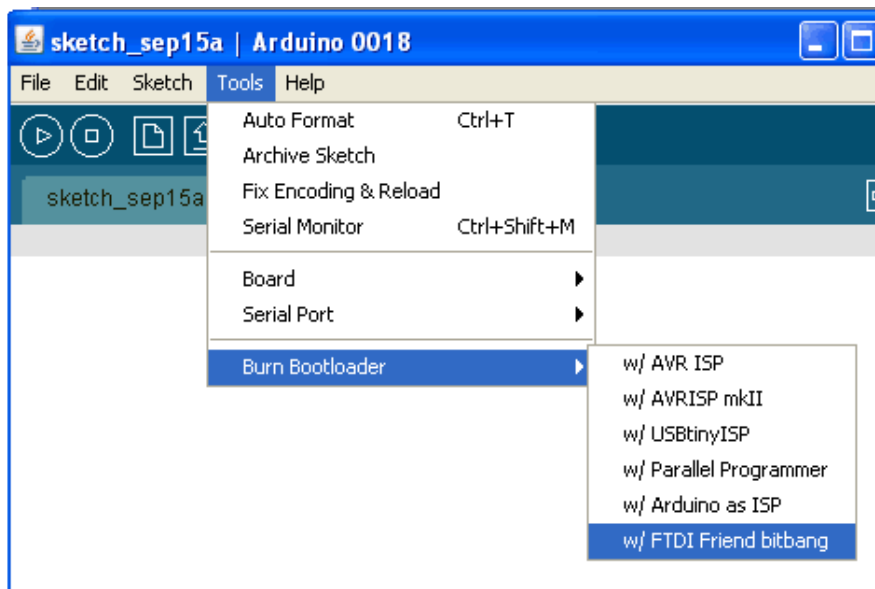 sketch_sep15a | Arduino 0018
File Edit Sketch Tools Help
Auto Format Ctrl+T
Archive Sketch
sketch_sep15a
Fix Encoding & Reload
Serial Monitor Ctrl+Shift+M
Board
Serial Port
Burn Bootloader
w/ AVR ISP
w/ AVRISP mkII
w/ USBtinyISP
w/ Parallel Programmer
w/ Arduino as ISP
w/ FTDI Friend bitbang